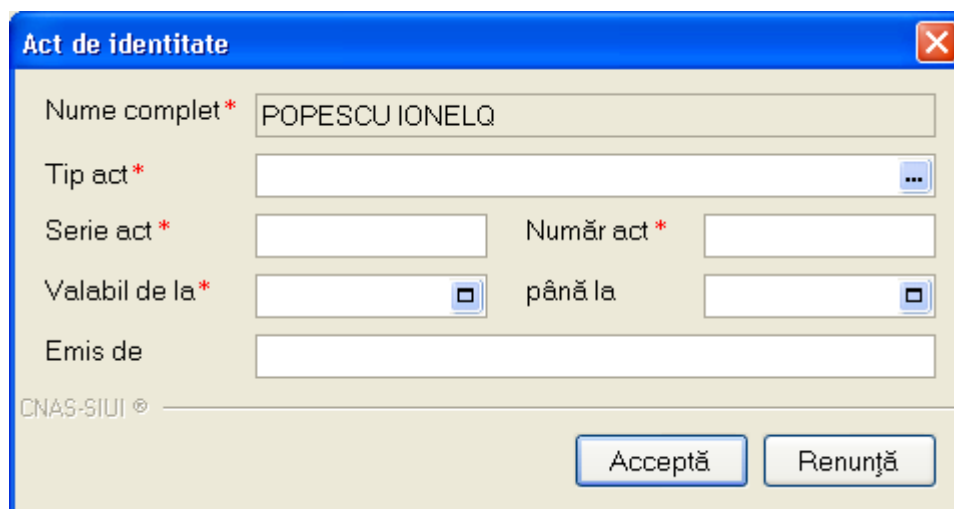 Act de identitate
Nume complet* POPESCU IONELQ
Tip act* ...
Serie act* Număr act*
Valabil de la* până la
Emis de
CNAS-SIUI ®
Acceptă Renunţă